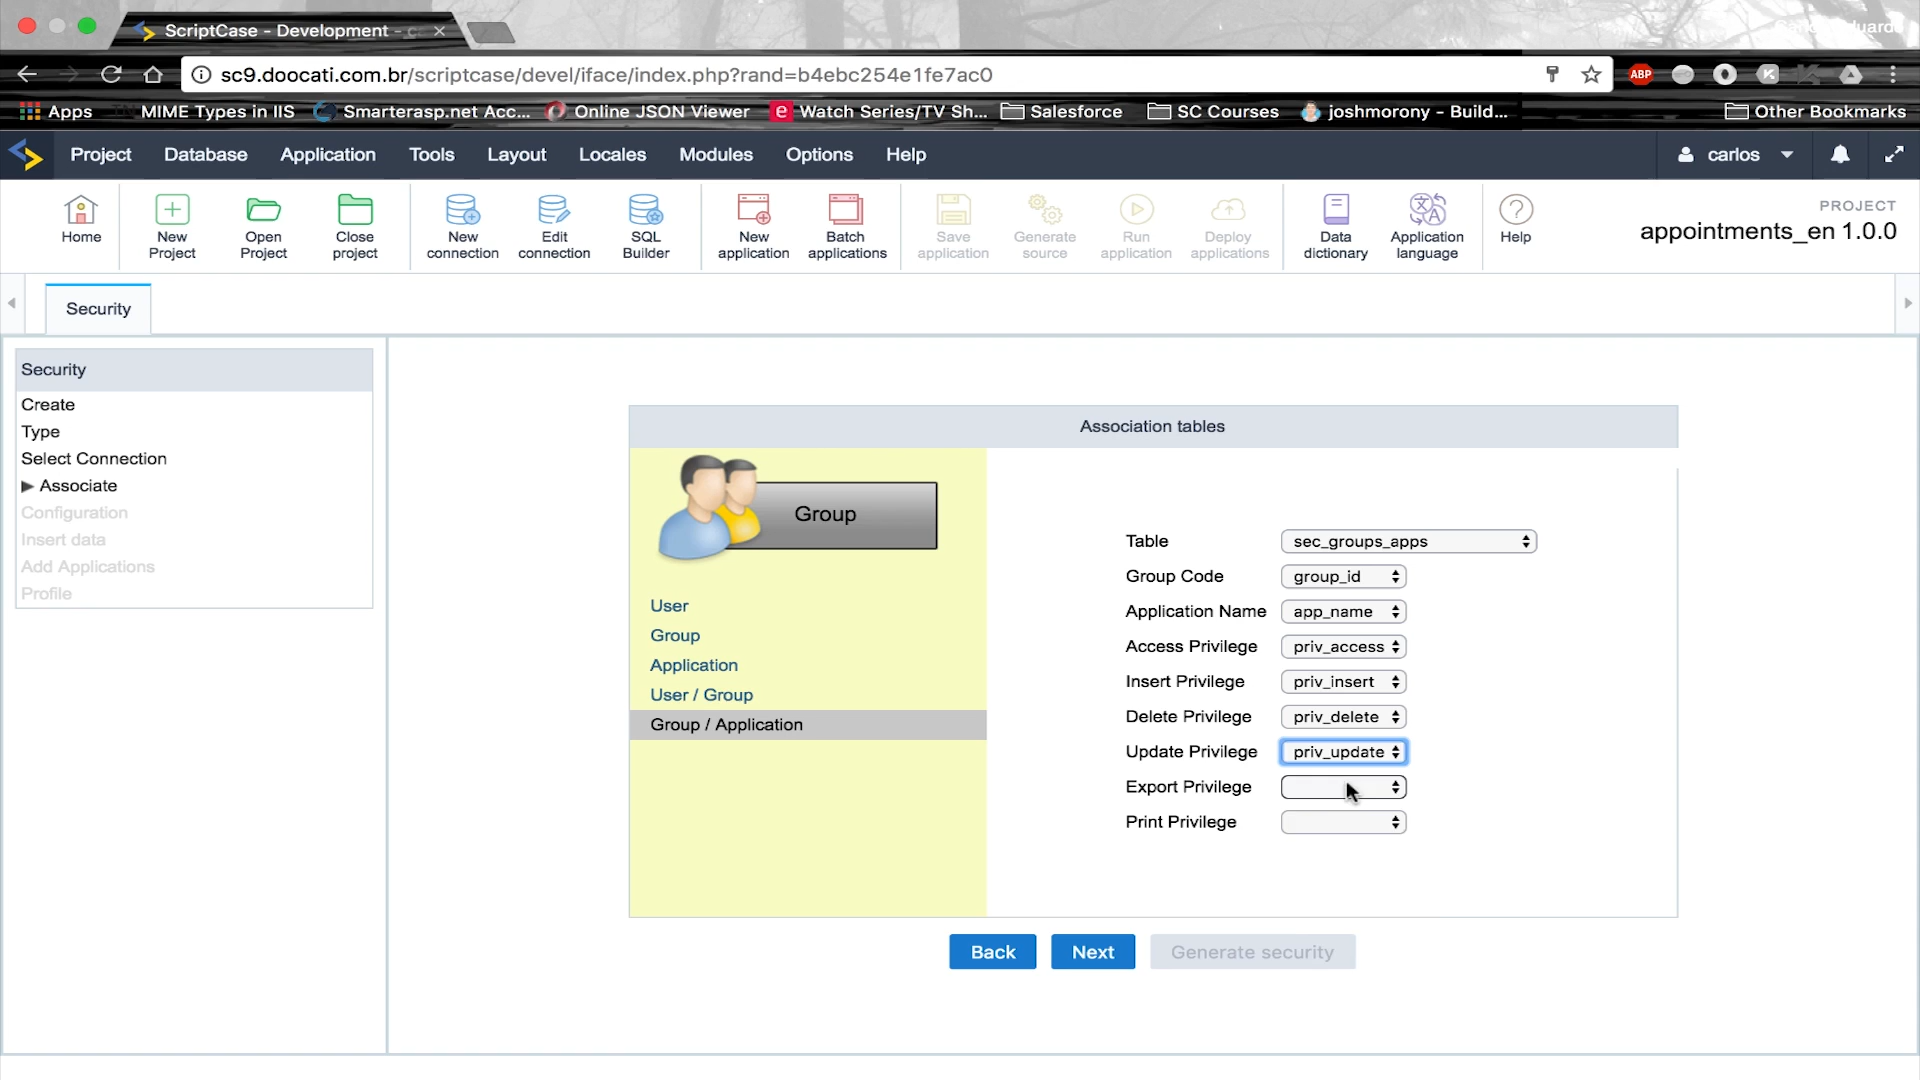 ScriptCase - Development - c
sc9.doocati.com.br/scriptcase/devel/iface/index.php?rand=b4ebc254e1fe7ac0
ABP
Apps
MIME Types in IIS
Smarterasp.net Acc...
Online JSON Viewer
Watch Series/TV Sh...
Salesforce
SC Courses
joshmorony - Build...
Other Bookmarks
Project
Database
Application
Tools
Layout
Locales
Modules
Options
Help
carlos
Home
New Project
Open Project
Close project
New connection
Edit connection
SQL Builder
New application
Batch applications
Save application
Generate source
Run application
Deploy applications
Data dictionary
Application language
Help
PROJECT
appointments_en 1.0.0
Security
Security
Create
Type
Select Connection
Associate
Configuration
Insert data
Add Applications
Profile
Association tables
Group
User
Group
Application
User / Group
Group / Application
Table sec_groups_apps
Group Code group_id
Application Name app_name
Access Privilege priv_access
Insert Privilege priv_insert
Delete Privilege priv_delete
Update Privilege priv_update
Export Privilege
Print Privilege
Back
Next
Generate security